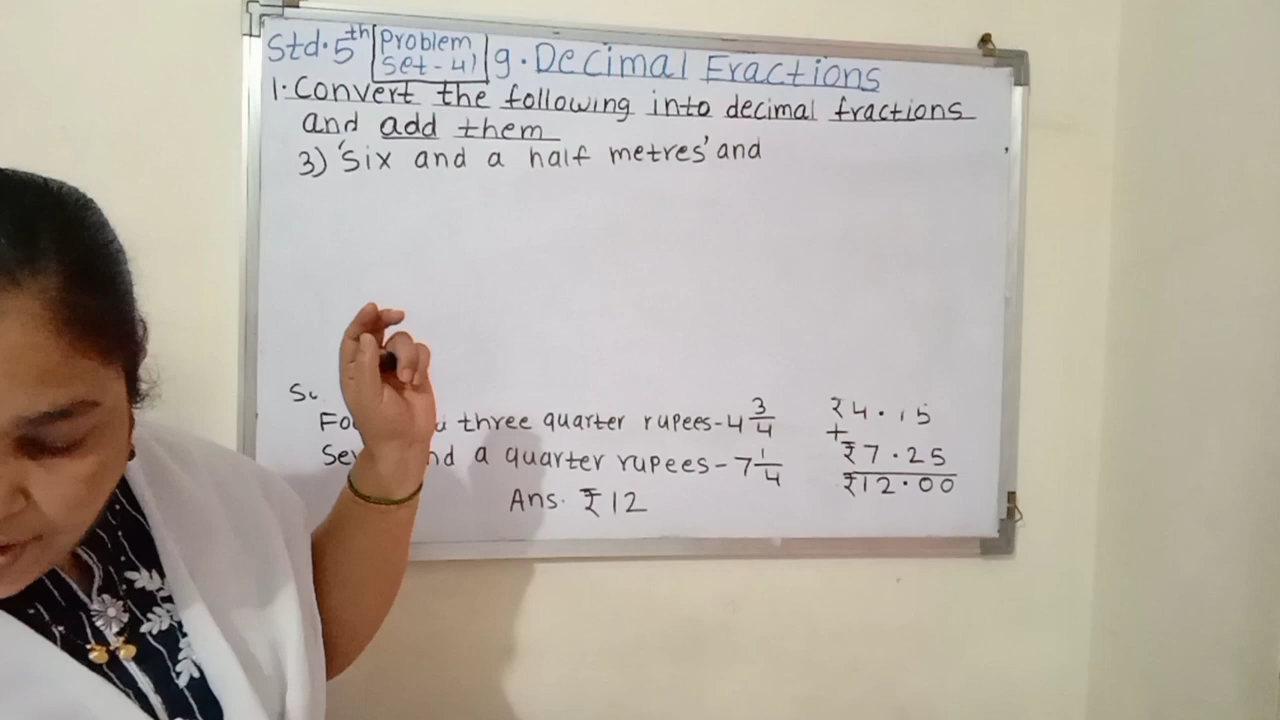 Std. 5th Problem Set-41 9. Decimal Fractions
1. Convert the following into decimal fractions
and add them
3) 'Six and a half metres' and
three quarter rupees - 4 3/4
a quarter rupees - 7 1/4
Ans. ₹12
₹4.15
+
₹7.25
₹12.00